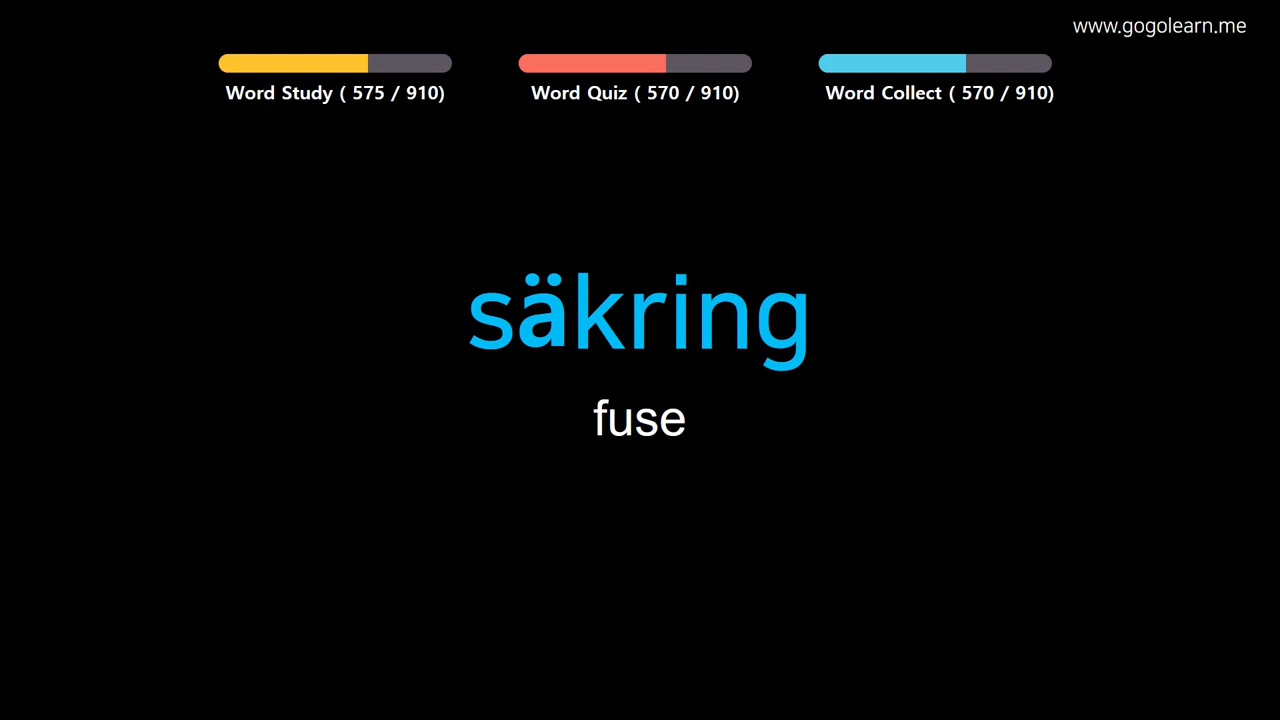 www.gogolearn.me
Word Study ( 575 / 910)
Word Quiz ( 570 / 910)
Word Collect ( 570 / 910)
säkring
fuse